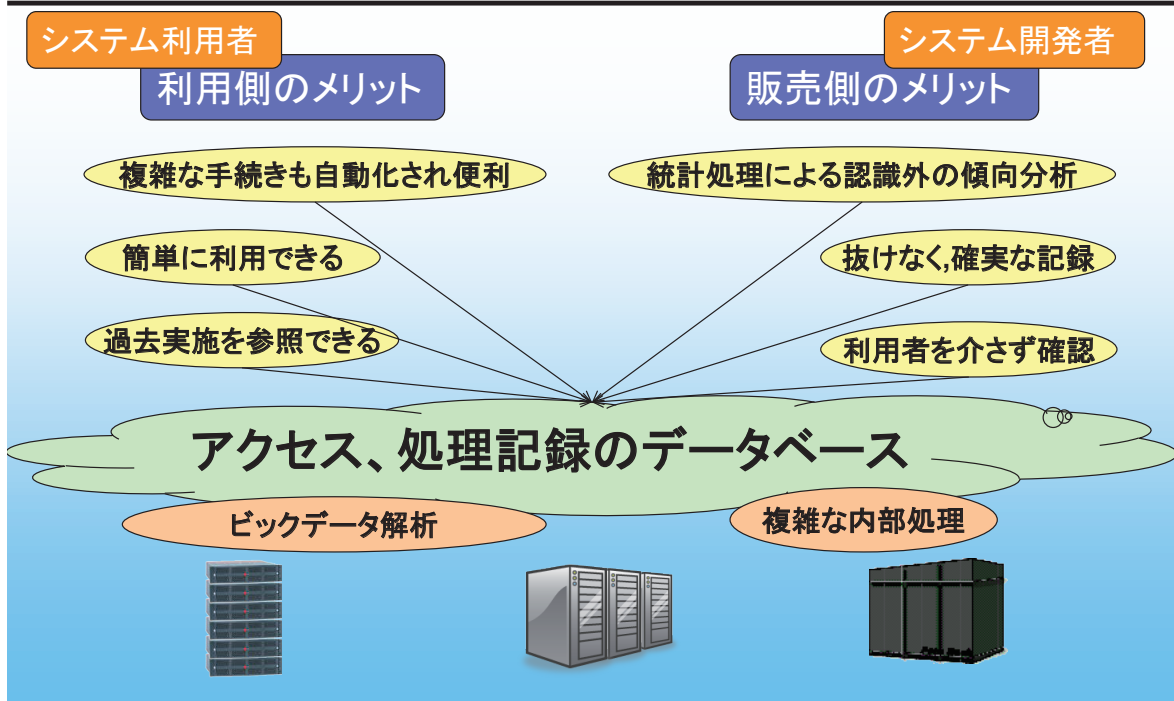 システム利用者
利用側のメリット
システム開発者
販売側のメリット
複雑な手続きも自動化され便利
簡単に利用できる
過去実施を参照できる
統計処理による認識外の傾向分析
抜けなく,確実な記録
利用者を介さず確認
アクセス、処理記録のデータベース
ビックデータ解析
複雑な内部処理